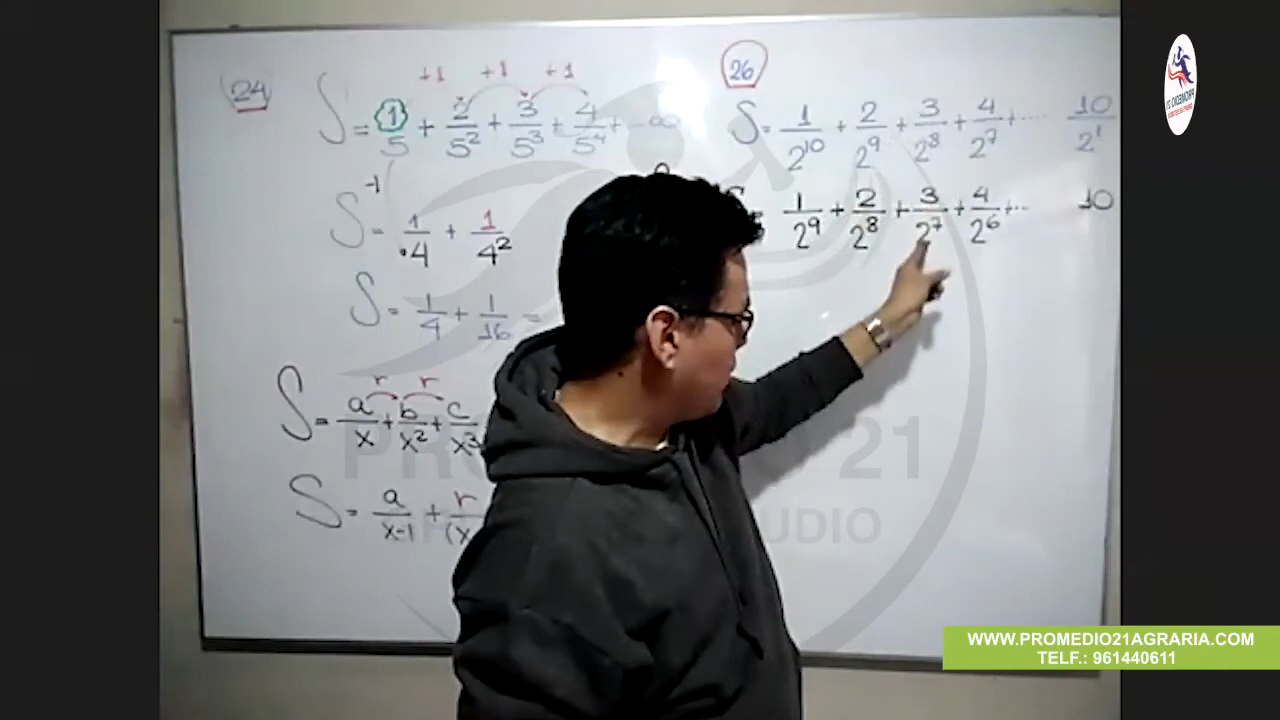 24
+1 +1 +1
S = 1/5 + 2/5² + 3/5³ + 4/5⁴ + ... ∞
S = 1/4 + 1/4²
S = 1/4 + 1/16 =
r r
S = a/x + b/x² + c/x³
S = a/x-1 + r/(x
26
S = 1/2¹⁰ + 2/2⁹ + 3/2⁸ + 4/2⁷ + ... 10/2¹
= 1/2⁹ + 2/2⁸ + 3/2⁷ + 4/2⁶ + ... 10
PROMEDIO 21
WWW.PROMEDIO21AGRARIA.COM
TELF.: 961440611